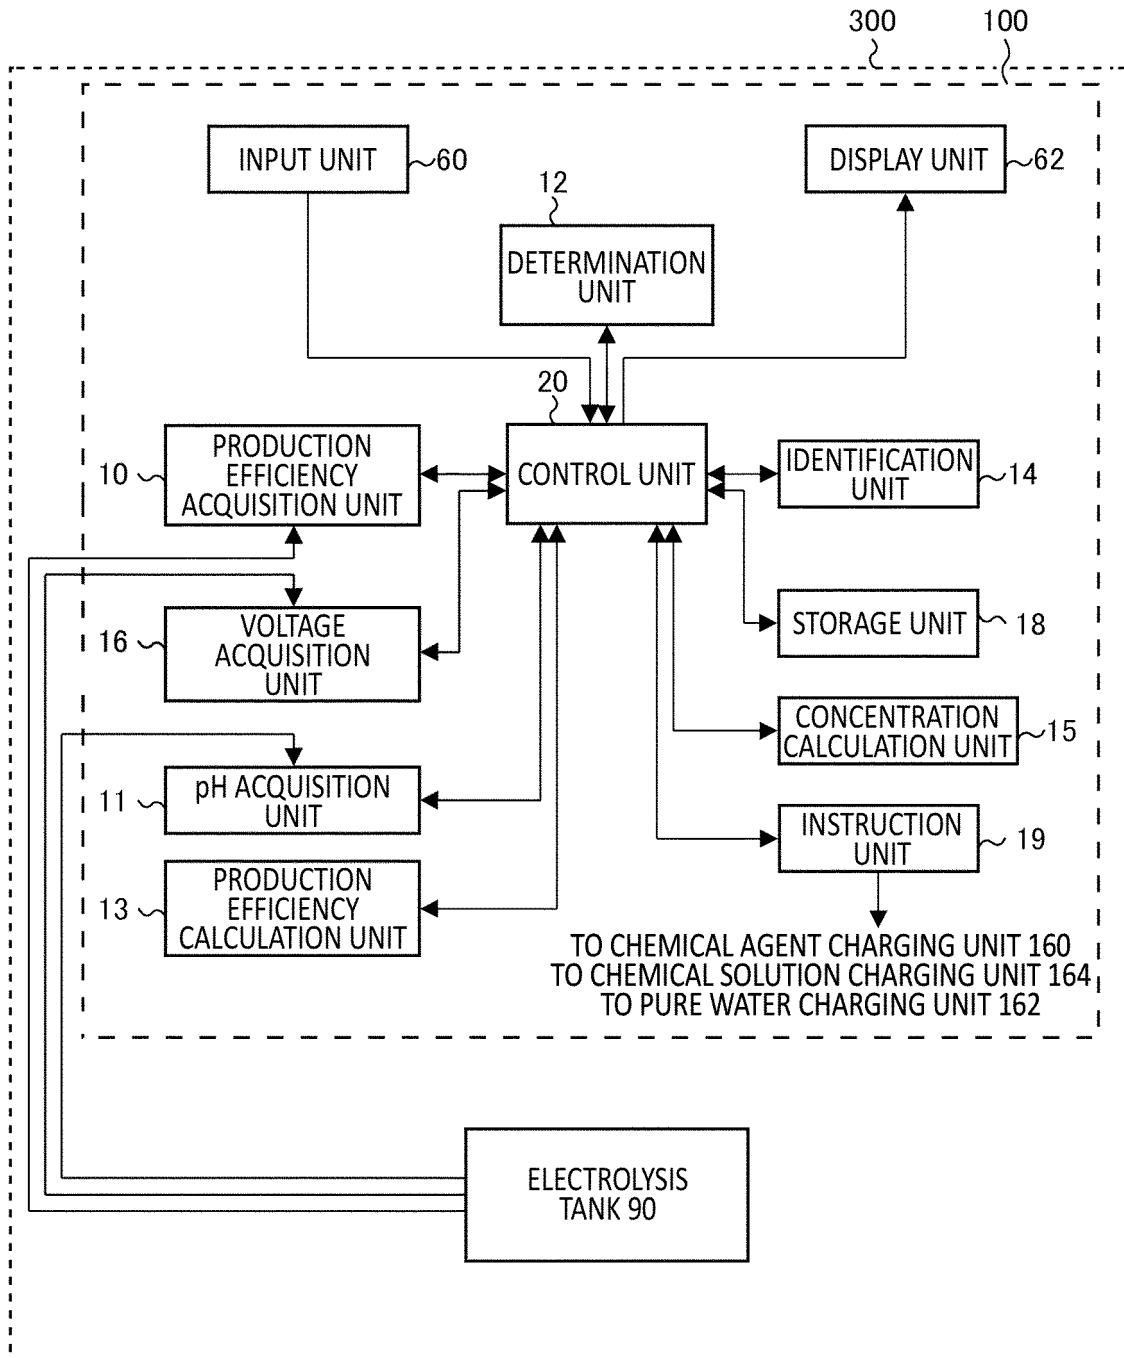 300
100
INPUT UNIT
60
DISPLAY UNIT
62
12
DETERMINATION
UNIT
20
CONTROL UNIT
10
PRODUCTION
EFFICIENCY
ACQUISITION UNIT
IDENTIFICATION
UNIT
14
16
VOLTAGE
ACQUISITION
UNIT
STORAGE UNIT
18
CONCENTRATION
CALCULATION UNIT
15
11
pH ACQUISITION
UNIT
INSTRUCTION
UNIT
19
13
PRODUCTION
EFFICIENCY
CALCULATION UNIT
TO CHEMICAL AGENT CHARGING UNIT 160
TO CHEMICAL SOLUTION CHARGING UNIT 164
TO PURE WATER CHARGING UNIT 162
ELECTROLYSIS
TANK 90